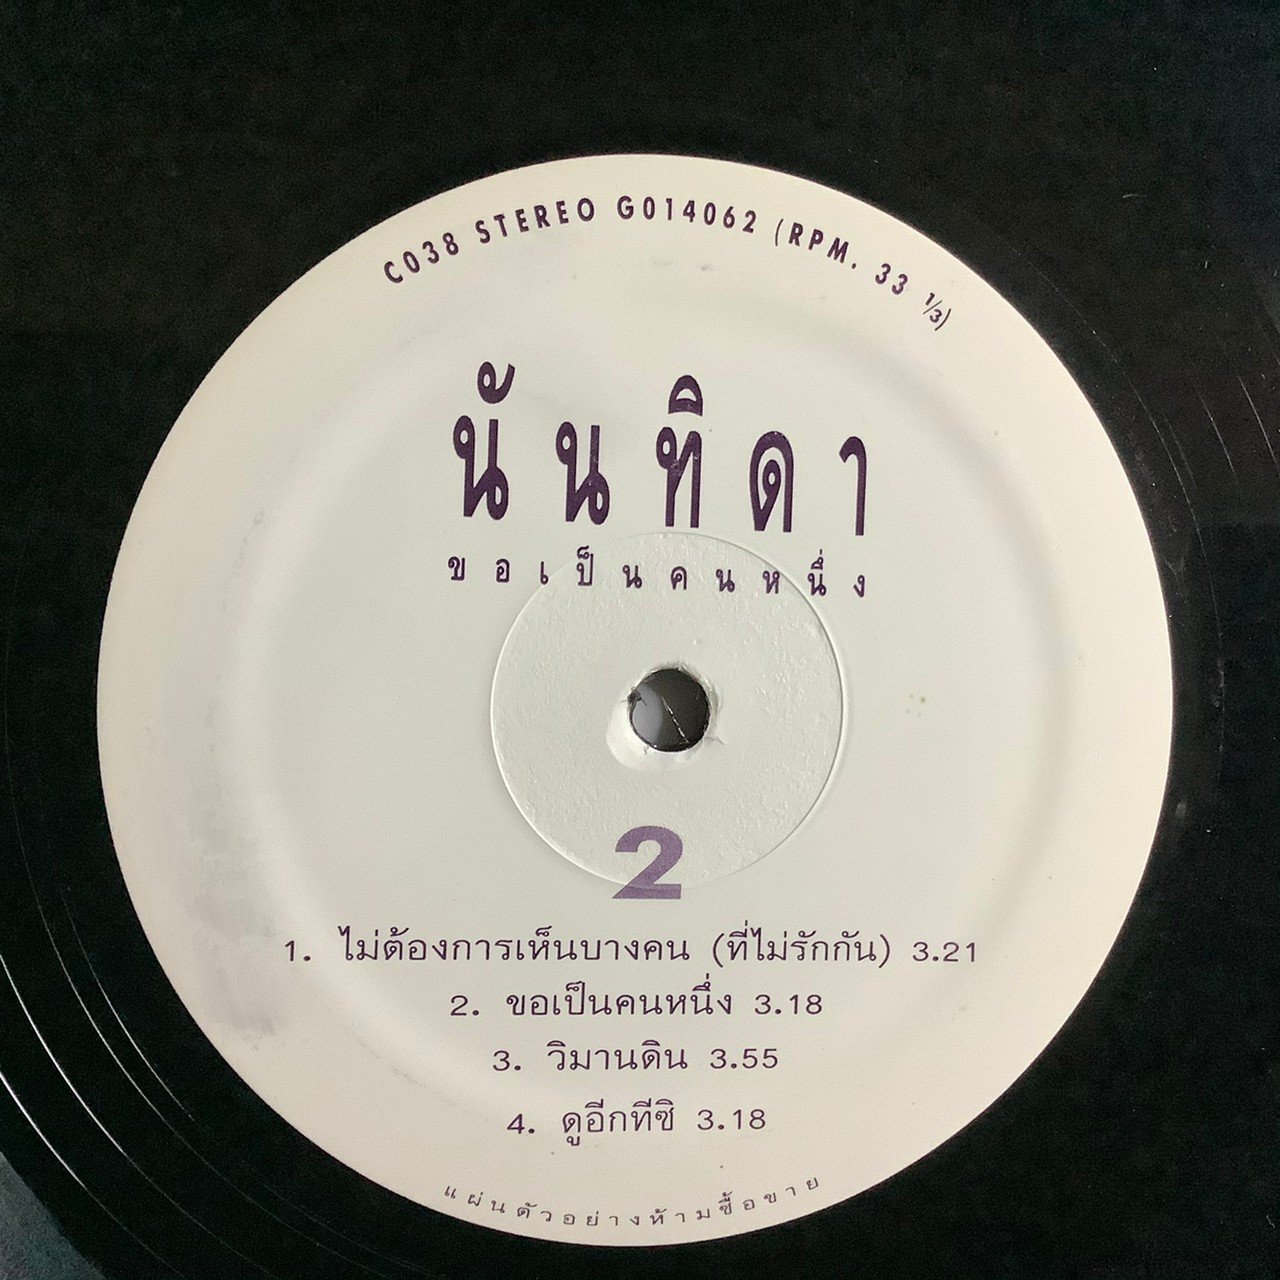 C038 STEREO G014062 (RPM. 33 ⅓)
นันทิดา
ขอเป็นคนหนึ่ง
2
1. ไม่ต้องการเห็นบางคน (ที่ไม่รักกัน) 3.21
2. ขอเป็นคนหนึ่ง 3.18
3. วิมานดิน 3.55
4. ดูอีกทีซิ 3.18
แผ่นตัวอย่างห้ามซื้อขาย